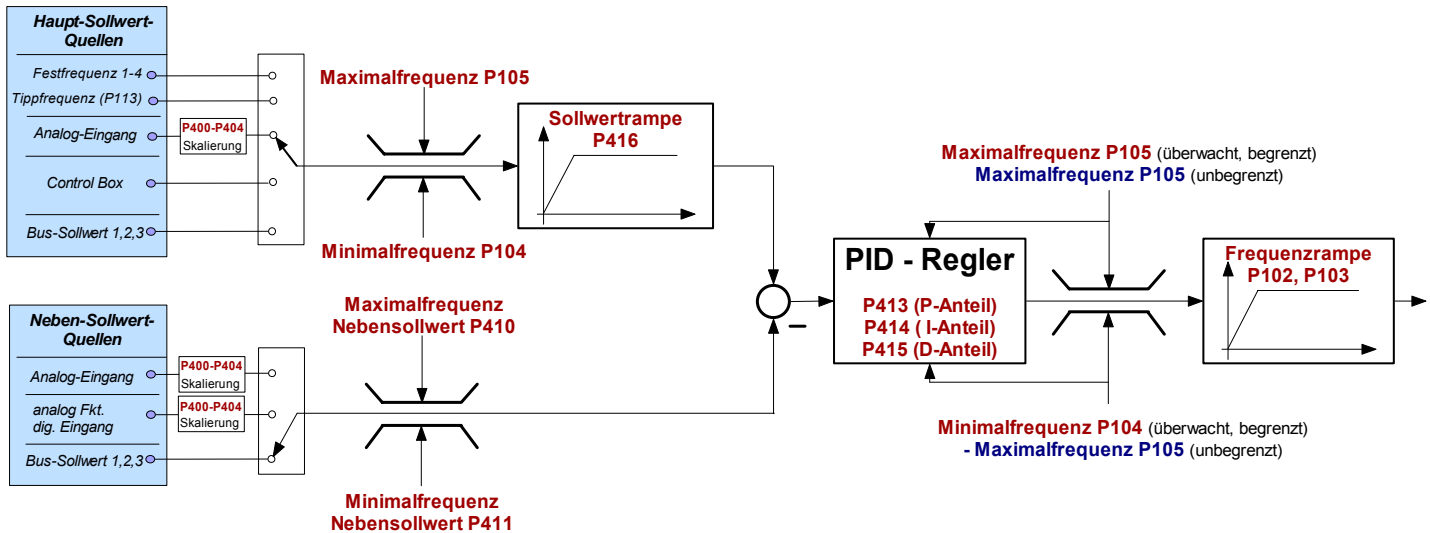 Haupt-Sollwert-
Quellen
Festfrequenz 1-4
Tippfrequenz (P113)
Analog-Eingang
P400-P404
Skalierung
Control Box
Bus-Sollwert 1,2,3
Maximalfrequenz P105
Minimalfrequenz P104
Sollwertrampe
P416
Neben-Sollwert-
Quellen
Analog-Eingang
P400-P404
Skalierung
analog Fkt.
dig. Eingang
P400-P404
Skalierung
Bus-Sollwert 1,2,3
Maximalfrequenz
Nebensollwert P410
Minimalfrequenz
Nebensollwert P411
–
PID - Regler
P413 (P-Anteil)
P414 ( I-Anteil)
P415 (D-Anteil)
Maximalfrequenz P105 (überwacht, begrenzt)
Maximalfrequenz P105 (unbegrenzt)
Minimalfrequenz P104 (überwacht, begrenzt)
- Maximalfrequenz P105 (unbegrenzt)
Frequenzrampe
P102, P103